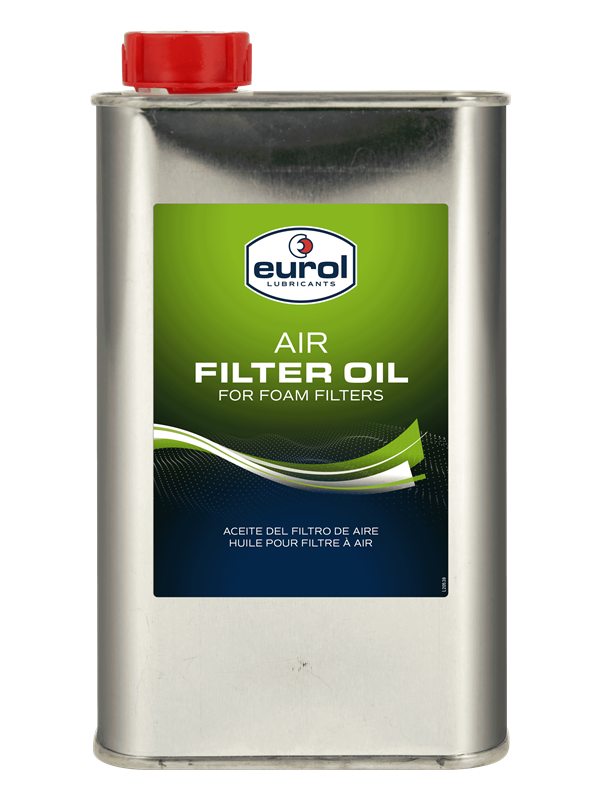 eurol
LUBRICANTS
AIR
FILTER OIL
FOR FOAM FILTERS
ACEITE DEL FILTRO DE AIRE
HUILE POUR FILTRE À AIR